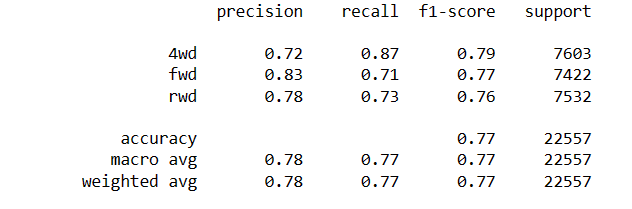 precision recall f1-score support
4wd 0.72 0.87 0.79 7603
fwd 0.83 0.71 0.77 7422
rwd 0.78 0.73 0.76 7532
accuracy 0.77 22557
macro avg 0.78 0.77 0.77 22557
weighted avg 0.78 0.77 0.77 22557